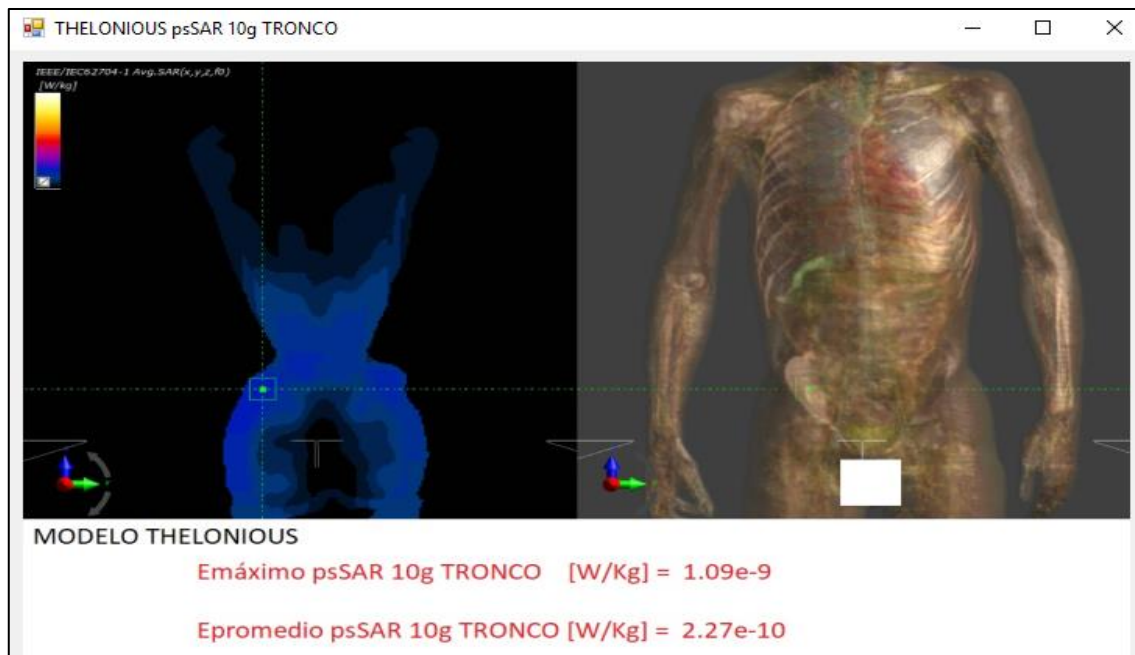 THELONIOUS psSAR 10g TRONCO
IEEE/IEC62704-1 Avg.SAR(x,y,z,f0)
[W/kg]
MODELO THELONIOUS
Emáximo psSAR 10g TRONCO [W/Kg] = 1.09e-9
Epromedio psSAR 10g TRONCO [W/Kg] = 2.27e-10